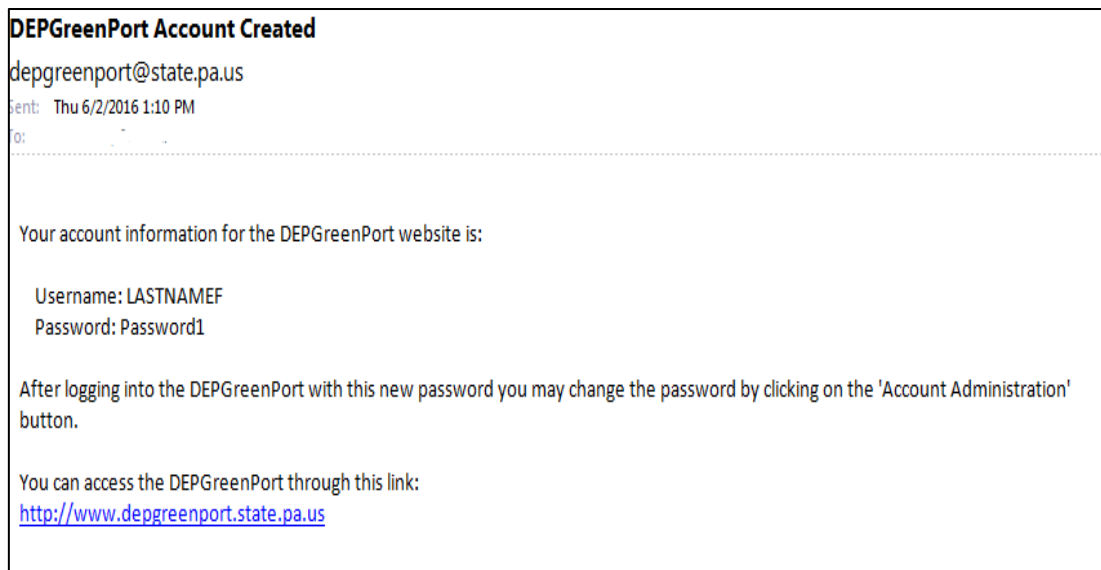 DEPGreenPort Account Created
depgreenport@state.pa.us
Sent: Thu 6/2/2016 1:10 PM
To:
Your account information for the DEPGreenPort website is:
Username: LASTNAMEF
Password: Password1
After logging into the DEPGreenPort with this new password you may change the password by clicking on the 'Account Administration'
button.
You can access the DEPGreenPort through this link:
http://www.depgreenport.state.pa.us